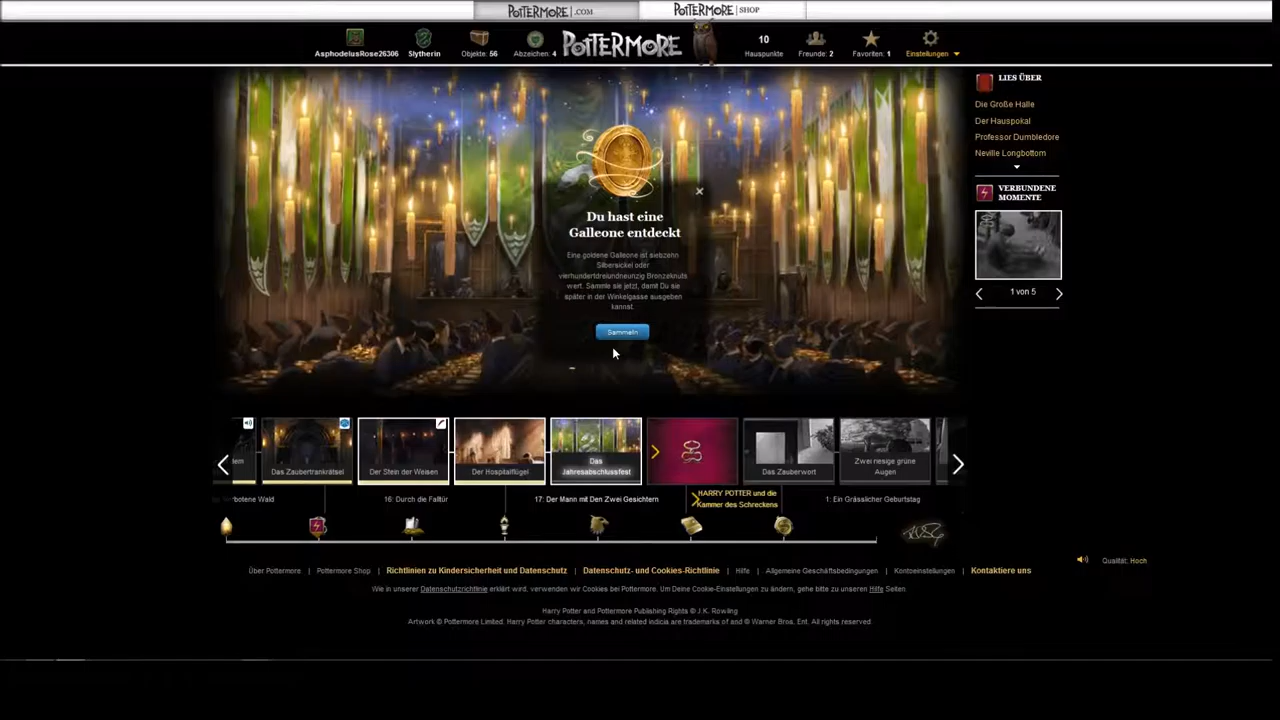 POTTERMORE|.COM
POTTERMORE|SHOP
AsphodelusRose26306
Slytherin
Objekte: 56
Abzeichen: 4
POTTERMORE
10
Hauspunkte
Freunde: 2
Favoriten: 1
Einstellungen
LIES ÜBER
Die Große Halle
Der Hauspokal
Professor Dumbledore
Neville Longbottom
VERBUNDENE
MOMENTE
1 von 5
Du hast eine
Galleone entdeckt
Eine goldene Galleone ist siebzehn
Silbersickel oder
vierhundertdreiundneunzig Bronzeknuts
wert. Sammle sie jetzt, damit Du sie
später in der Winkelgasse ausgeben
kannst.
Sammeln
Das Zaubertrankrätsel
Der Stein der Weisen
Der Hospitalflügel
Das
Jahresabschlussfest
Das Zauberwort
Zwei riesige grüne
Augen
botene Wald
16: Durch die Falltür
17: Der Mann mit Den Zwei Gesichtern
HARRY POTTER und die
Kammer des Schreckens
1: Ein Grässlicher Geburtstag
Über Pottermore | Pottermore Shop | Richtlinien zu Kindersicherheit und Datenschutz | Datenschutz- und Cookies-Richtlinie | Hilfe | Allgemeine Geschäftsbedingungen | Kontoeinstellungen | Kontaktiere uns
Qualität: Hoch
Wie in unserer Datenschutzrichtlinie erklärt wird, verwenden wir Cookies bei Pottermore. Um Deine Cookie-Einstellungen zu ändern, gehe bitte zu unseren Hilfe Seiten.
Harry Potter and Pottermore Publishing Rights © J.K. Rowling
Artwork © Pottermore Limited. Harry Potter characters, names and related indicia are trademarks of and © Warner Bros. Ent. All rights reserved